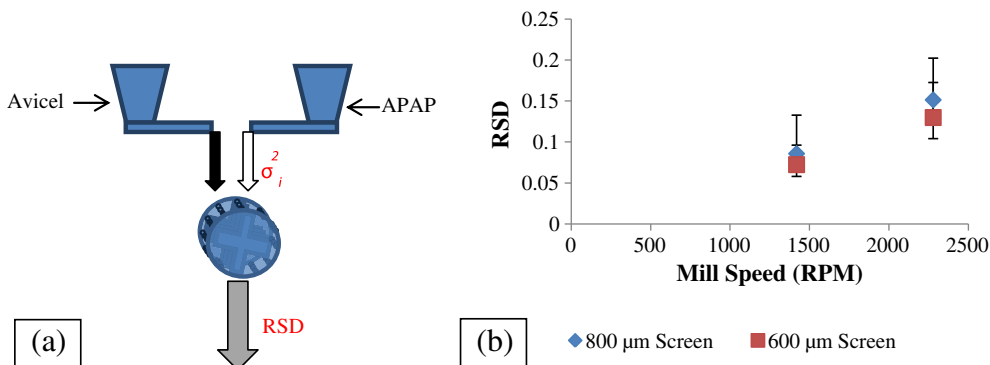 Avicel
APAP
σ²ᵢ
RSD
(a)
RSD
0.25
0.2
0.15
0.1
0.05
0
0 500 1000 1500 2000 2500
Mill Speed (RPM)
(b)
800 µm Screen 600 µm Screen